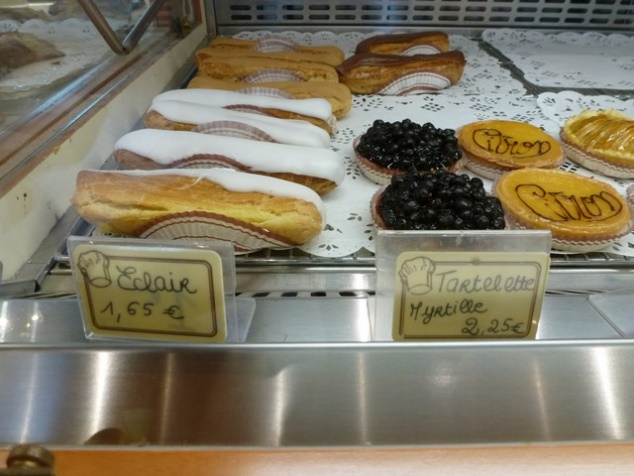 Citron
Citron
Eclair
1,65 €
Tartelette
Myrtille
2,25€